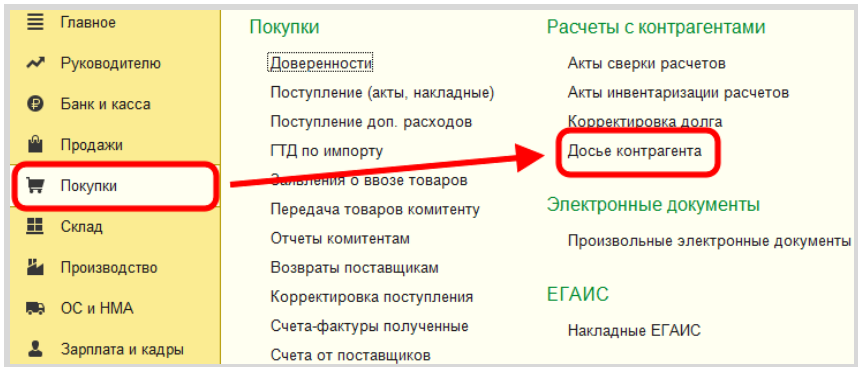 Главное
Руководителю
Банк и касса
Продажи
Покупки
Склад
Производство
ОС и НМА
Зарплата и кадры
Покупки
Доверенности
Поступление (акты, накладные)
Поступление доп. расходов
ГТД по импорту
Заявления о ввозе товаров
Передача товаров комитенту
Отчеты комитентам
Возвраты поставщикам
Корректировка поступления
Счета-фактуры полученные
Счета от поставщиков
Расчеты с контрагентами
Акты сверки расчетов
Акты инвентаризации расчетов
Корректировка долга
Досье контрагента
Электронные документы
Произвольные электронные документы
ЕГАИС
Накладные ЕГАИС